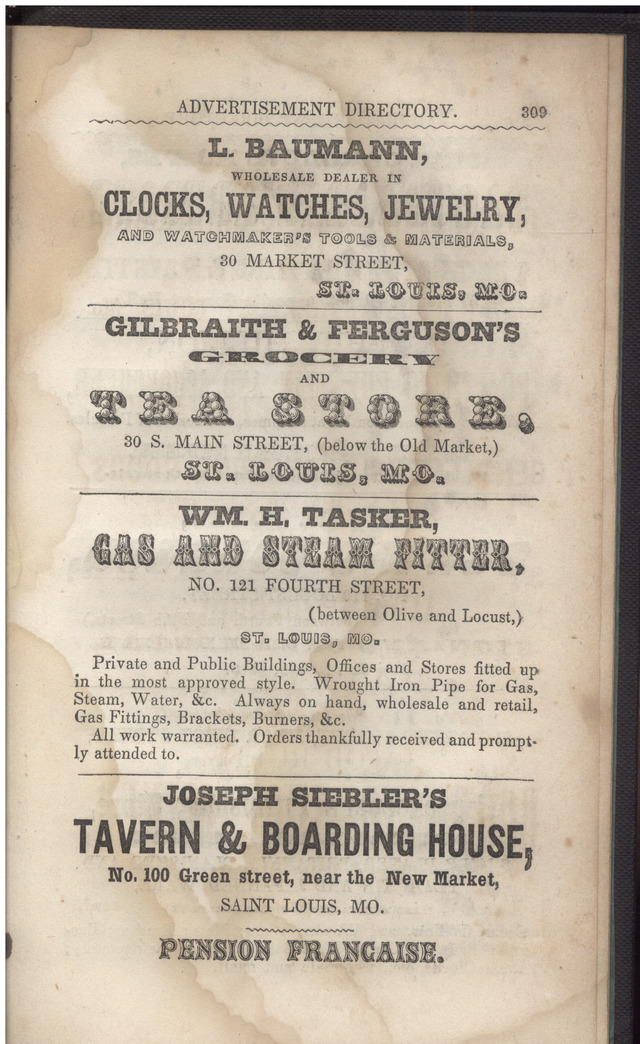 ADVERTISEMENT DIRECTORY. 309
L. BAUMANN,
WHOLESALE DEALER IN
CLOCKS, WATCHES, JEWELRY,
AND WATCHMAKER'S TOOLS & MATERIALS,
30 MARKET STREET,
ST. LOUIS, MO.
GILBRAITH & FERGUSON'S
GROCERY
AND
TEA STORE,
30 S. MAIN STREET, (below the Old Market,)
ST. LOUIS, MO.
WM. H. TASKER,
GAS AND STEAM FITTER,
NO. 121 FOURTH STREET,
(between Olive and Locust,)
ST. LOUIS, MO.
Private and Public Buildings, Offices and Stores fitted up
in the most approved style. Wrought Iron Pipe for Gas,
Steam, Water, &c. Always on hand, wholesale and retail,
Gas Fittings, Brackets, Burners, &c.
All work warranted. Orders thankfully received and prompt-
ly attended to.
JOSEPH SIEBLER'S
TAVERN & BOARDING HOUSE,
No. 100 Green street, near the New Market,
SAINT LOUIS, MO.
PENSION FRANCAISE.